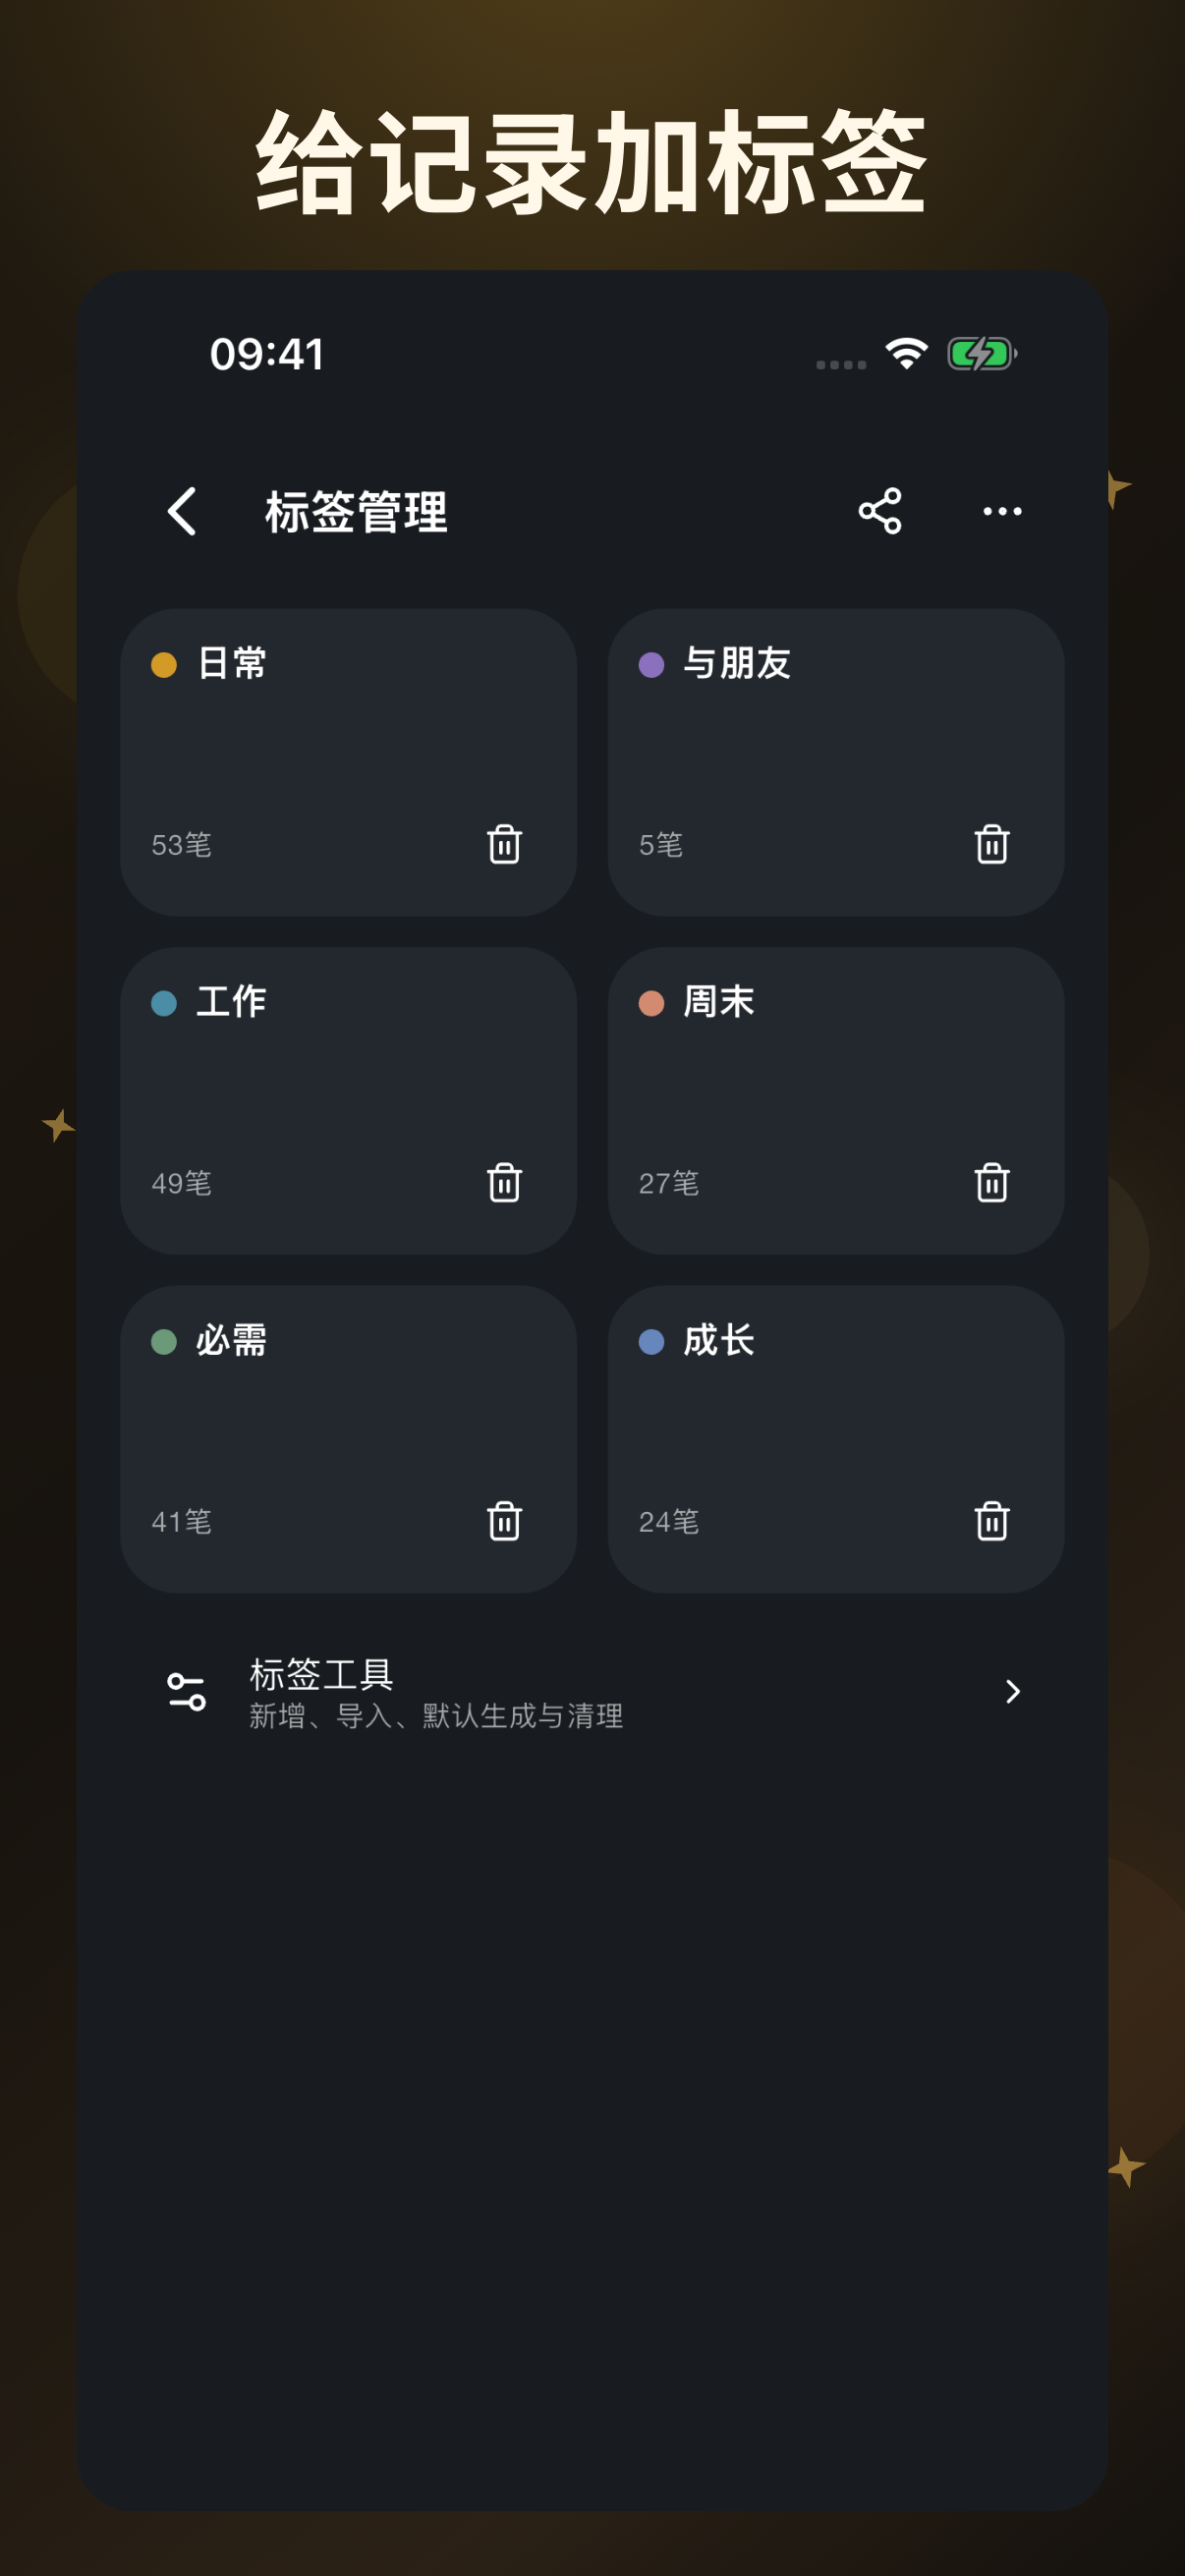 给记录加标签
09:41
标签管理
日常
与朋友
53笔
5笔
工作
周末
49笔
27笔
必需
成长
41笔
24笔
标签工具
新增、导入、默认生成与清理